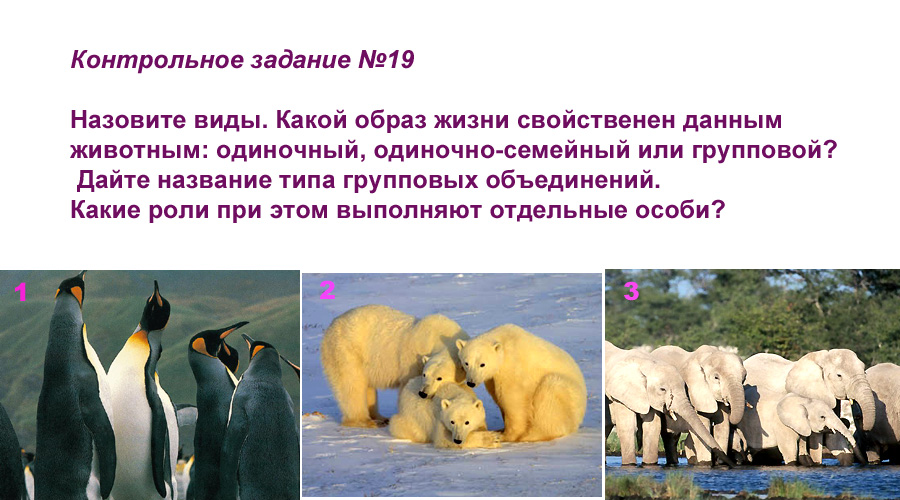 Контрольное задание №19
Назовите виды. Какой образ жизни свойственен данным
животным: одиночный, одиночно-семейный или групповой?
Дайте название типа групповых объединений.
Какие роли при этом выполняют отдельные особи?
1 2 3